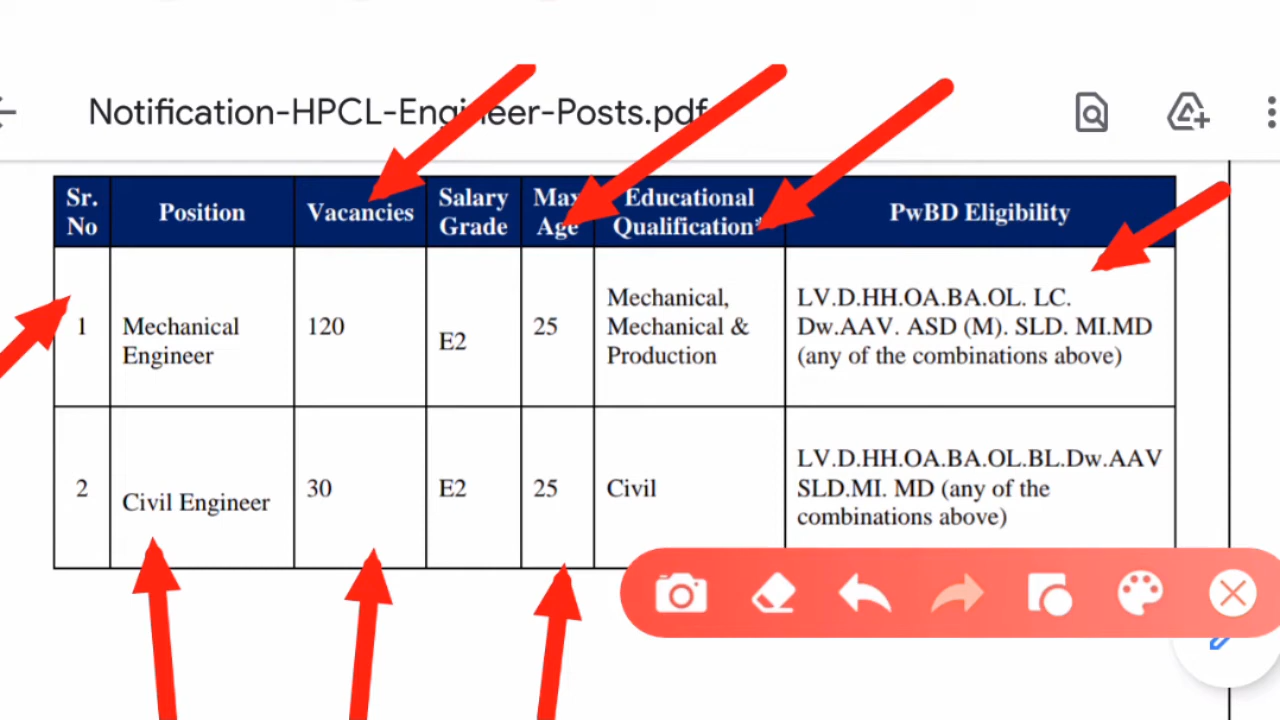 Notification-HPCL-Engineer-Posts.pdf
Sr. No
Position
Vacancies
Salary Grade
Max Age
Educational Qualification*
PwBD Eligibility
1
Mechanical
Engineer
120
E2
25
Mechanical,
Mechanical &
Production
LV.D.HH.OA.BA.OL. LC.
Dw.AAV. ASD (M). SLD. MI.MD
(any of the combinations above)
2
Civil Engineer
30
E2
25
Civil
LV.D.HH.OA.BA.OL.BL.Dw.AAV
SLD.MI. MD (any of the
combinations above)